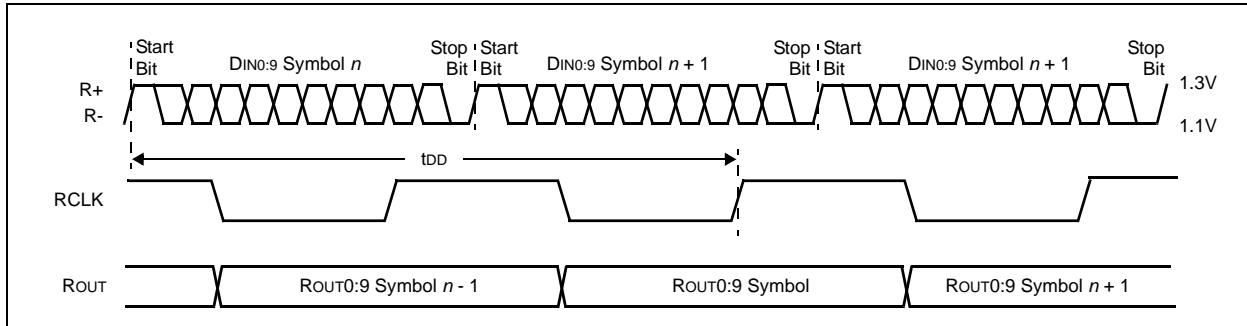 Start Bit
DIN0:9 Symbol n
Stop Bit
Start Bit
DIN0:9 Symbol n + 1
Stop Bit
Start Bit
DIN0:9 Symbol n + 1
Stop Bit
R+
R-
1.3V
1.1V
tDD
RCLK
ROUT
ROUT0:9 Symbol n - 1
ROUT0:9 Symbol
ROUT0:9 Symbol n + 1